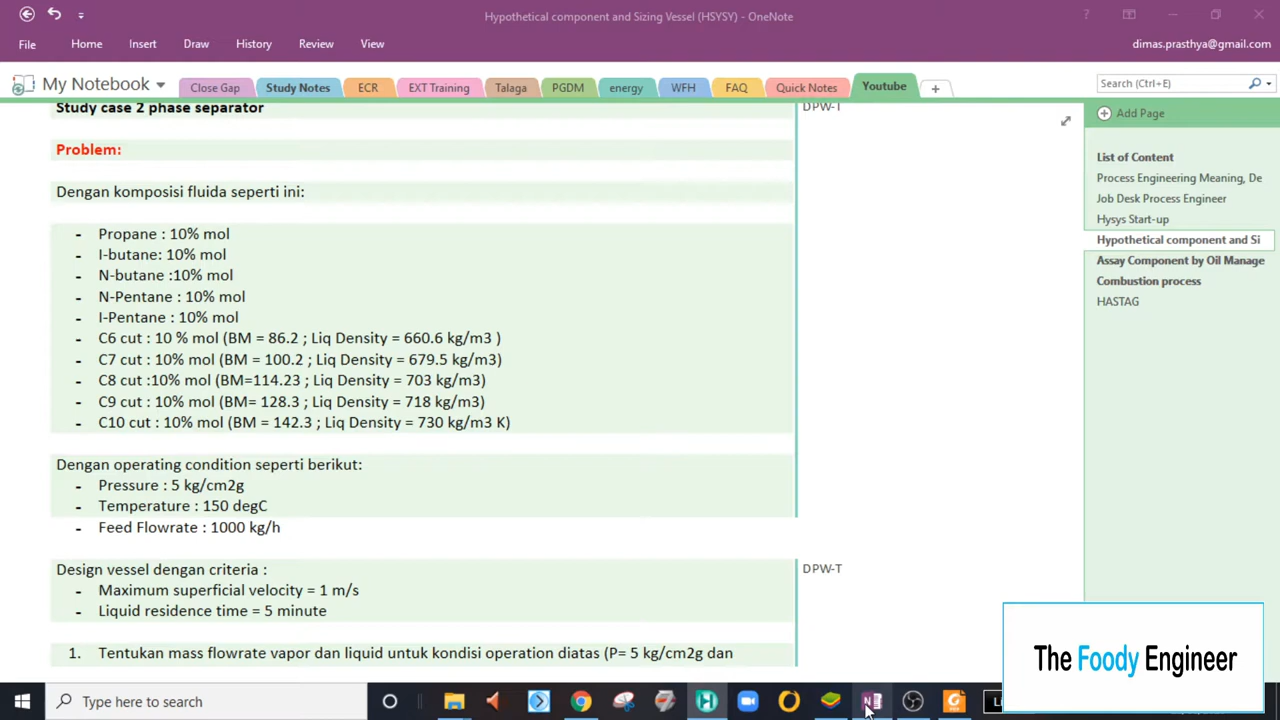 Hypothetical component and Sizing Vessel (HSYSY) - OneNote
File Home Insert Draw History Review View
dimas.prasthya@gmail.com
My Notebook
Close Gap Study Notes ECR EXT Training Talaga PGDM energy WFH FAQ Quick Notes Youtube
Search (Ctrl+E)
Study case 2 phase separator
DPW-T
Problem:
Dengan komposisi fluida seperti ini:
- Propane : 10% mol
- I-butane: 10% mol
- N-butane :10% mol
- N-Pentane : 10% mol
- I-Pentane : 10% mol
- C6 cut : 10 % mol (BM = 86.2 ; Liq Density = 660.6 kg/m3 )
- C7 cut : 10% mol (BM = 100.2 ; Liq Density = 679.5 kg/m3)
- C8 cut :10% mol (BM=114.23 ; Liq Density = 703 kg/m3)
- C9 cut : 10% mol (BM= 128.3 ; Liq Density = 718 kg/m3)
- C10 cut : 10% mol (BM = 142.3 ; Liq Density = 730 kg/m3 K)
Dengan operating condition seperti berikut:
- Pressure : 5 kg/cm2g
- Temperature : 150 degC
- Feed Flowrate : 1000 kg/h
Design vessel dengan criteria :
DPW-T
- Maximum superficial velocity = 1 m/s
- Liquid residence time = 5 minute
1. Tentukan mass flowrate vapor dan liquid untuk kondisi operation diatas (P= 5 kg/cm2g dan
Add Page
List of Content
Process Engineering Meaning, De
Job Desk Process Engineer
Hysys Start-up
Hypothetical component and Si
Assay Component by Oil Manage
Combustion process
HASTAG
The Foody Engineer
Type here to search